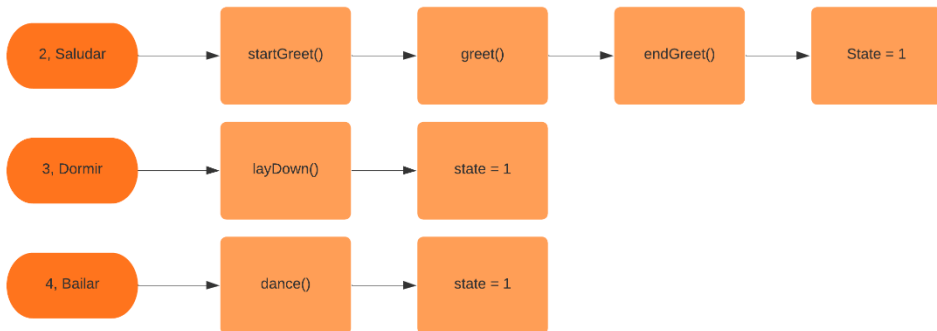 2, Saludar
startGreet()
greet()
endGreet()
State = 1
3, Dormir
layDown()
state = 1
4, Bailar
dance()
state = 1